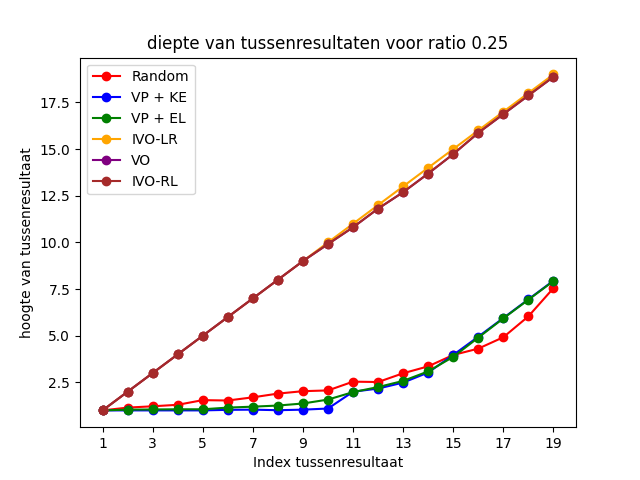 diepte van tussenresultaten voor ratio 0.25
Random
VP + KE
VP + EL
IVO-LR
VO
IVO-RL
hoogte van tussenresultaat
17.5
15.0
12.5
10.0
7.5
5.0
2.5
1 3 5 7 9 11 13 15 17 19
Index tussenresultaat